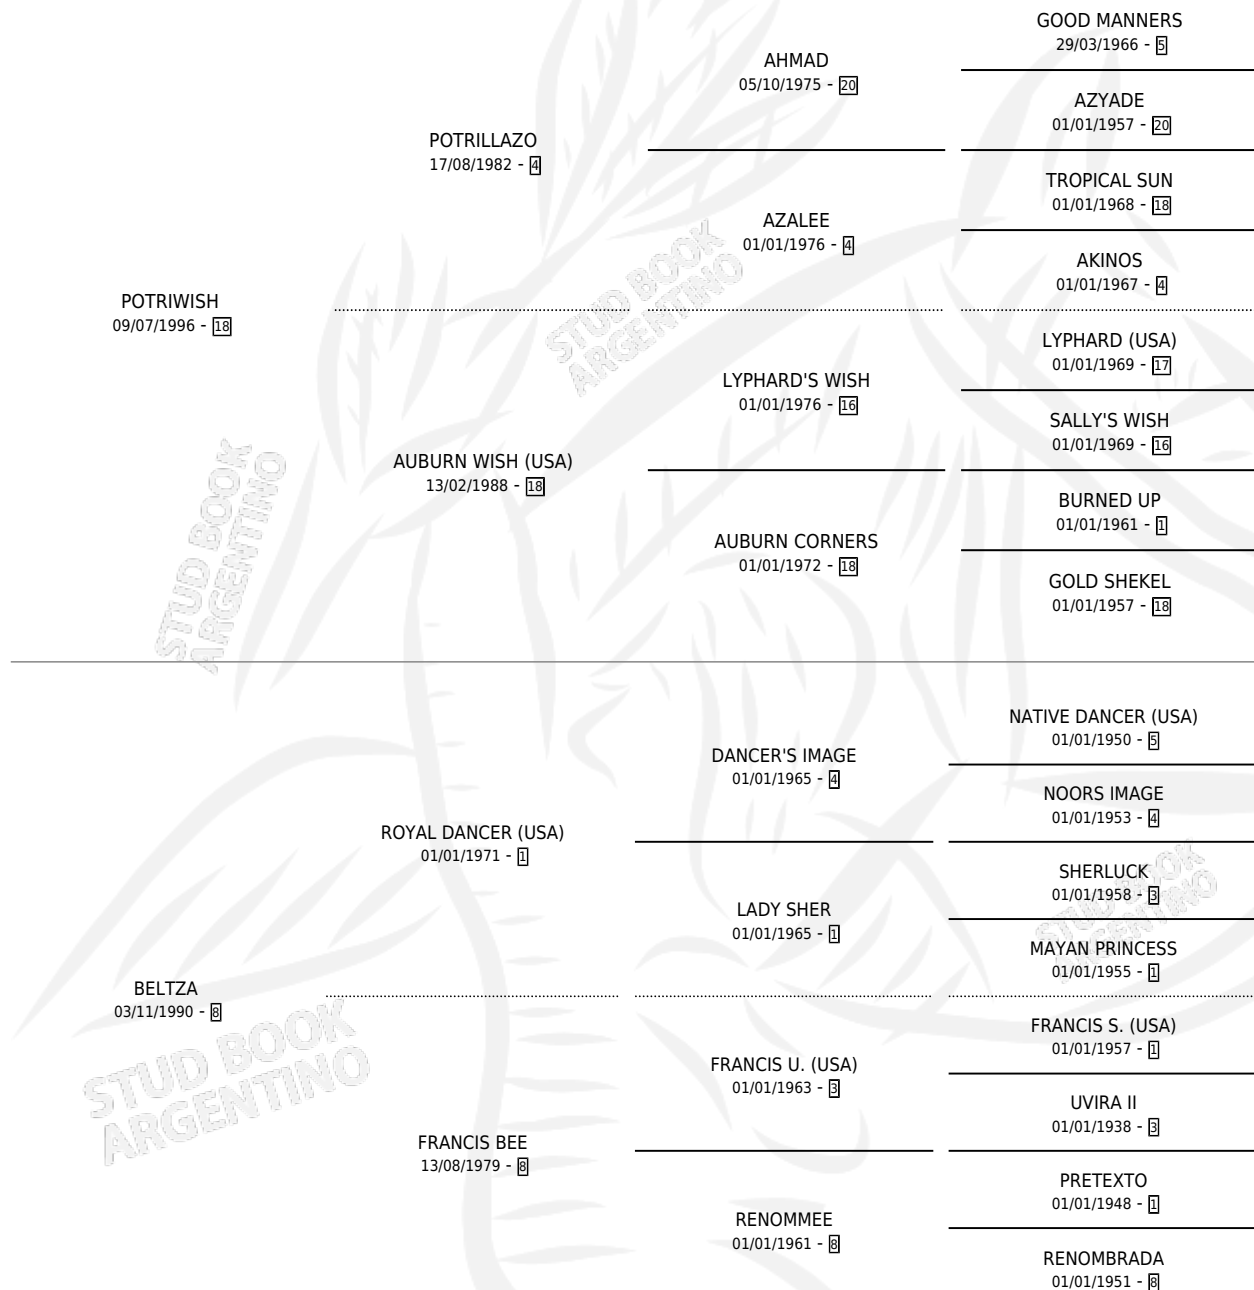 GOOD MANNERS
29/03/1966 - 5
AHMAD
05/10/1975 - 20
AZYADE
01/01/1957 - 20
POTRILLAZO
17/08/1982 - 4
TROPICAL SUN
01/01/1968 - 18
AZALEE
01/01/1976 - 4
AKINOS
01/01/1967 - 4
POTRIWISH
09/07/1996 - 18
LYPHARD (USA)
01/01/1969 - 17
LYPHARD'S WISH
01/01/1976 - 16
SALLY'S WISH
01/01/1969 - 16
AUBURN WISH (USA)
13/02/1988 - 18
BURNED UP
01/01/1961 - 1
AUBURN CORNERS
01/01/1972 - 18
GOLD SHEKEL
01/01/1957 - 18
STUD BOOK
ARGENTINO
STUD BOOK
ARGENTINO
NATIVE DANCER (USA)
01/01/1950 - 5
DANCER'S IMAGE
01/01/1965 - 4
NOORS IMAGE
01/01/1953 - 4
ROYAL DANCER (USA)
01/01/1971 - 1
SHERLUCK
01/01/1958 - 3
LADY SHER
01/01/1965 - 1
MAYAN PRINCESS
01/01/1955 - 1
BELTZA
03/11/1990 - 8
FRANCIS S. (USA)
01/01/1957 - 1
FRANCIS U. (USA)
01/01/1963 - 3
UVIRA II
01/01/1938 - 3
FRANCIS BEE
13/08/1979 - 8
PRETEXTO
01/01/1948 - 1
RENOMMEE
01/01/1961 - 8
RENOMBRADA
01/01/1951 - 8
STUD BOOK
ARGENTINO
STUD BOOK
ARGENTINO